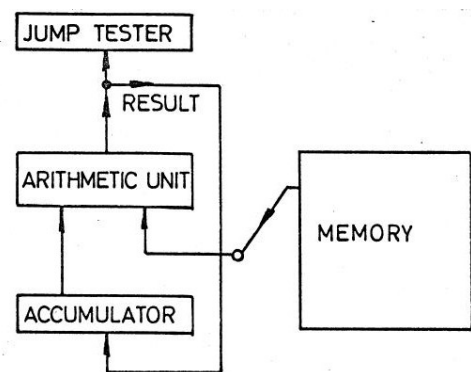 JUMP TESTER
RESULT
ARITHMETIC UNIT
MEMORY
ACCUMULATOR